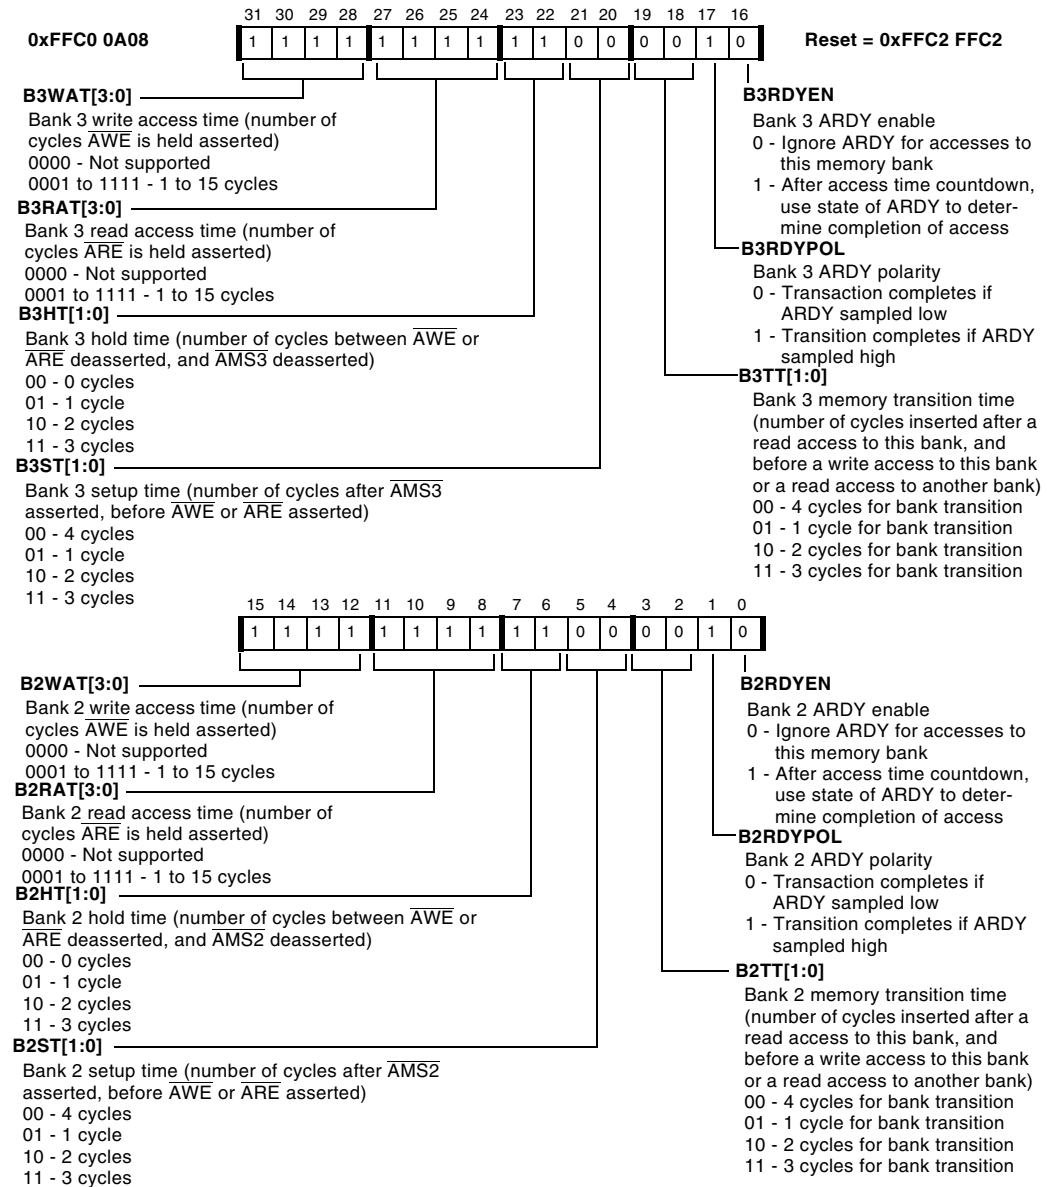 31 30 29 28 27 26 25 24 23 22 21 20 19 18 17 16
0xFFC0 0A08
1 1 1 1 1 1 1 1 1 1 0 0 0 0 1 0
Reset = 0xFFC2 FFC2
B3WAT[3:0]
Bank 3 write access time (number of
cycles AWE is held asserted)
0000 - Not supported
0001 to 1111 - 1 to 15 cycles
B3RAT[3:0]
Bank 3 read access time (number of
cycles ARE is held asserted)
0000 - Not supported
0001 to 1111 - 1 to 15 cycles
B3HT[1:0]
Bank 3 hold time (number of cycles between AWE or
ARE deasserted, and AMS3 deasserted)
00 - 0 cycles
01 - 1 cycle
10 - 2 cycles
11 - 3 cycles
B3ST[1:0]
Bank 3 setup time (number of cycles after AMS3
asserted, before AWE or ARE asserted)
00 - 4 cycles
01 - 1 cycle
10 - 2 cycles
11 - 3 cycles
B3RDYEN
Bank 3 ARDY enable
0 - Ignore ARDY for accesses to
this memory bank
1 - After access time countdown,
use state of ARDY to deter-
mine completion of access
B3RDYPOL
Bank 3 ARDY polarity
0 - Transaction completes if
ARDY sampled low
1 - Transition completes if ARDY
sampled high
B3TT[1:0]
Bank 3 memory transition time
(number of cycles inserted after a
read access to this bank, and
before a write access to this bank
or a read access to another bank)
00 - 4 cycles for bank transition
01 - 1 cycle for bank transition
10 - 2 cycles for bank transition
11 - 3 cycles for bank transition
15 14 13 12 11 10 9 8 7 6 5 4 3 2 1 0
1 1 1 1 1 1 1 1 1 1 0 0 0 0 1 0
B2WAT[3:0]
Bank 2 write access time (number of
cycles AWE is held asserted)
0000 - Not supported
0001 to 1111 - 1 to 15 cycles
B2RAT[3:0]
Bank 2 read access time (number of
cycles ARE is held asserted)
0000 - Not supported
0001 to 1111 - 1 to 15 cycles
B2HT[1:0]
Bank 2 hold time (number of cycles between AWE or
ARE deasserted, and AMS2 deasserted)
00 - 0 cycles
01 - 1 cycle
10 - 2 cycles
11 - 3 cycles
B2ST[1:0]
Bank 2 setup time (number of cycles after AMS2
asserted, before AWE or ARE asserted)
00 - 4 cycles
01 - 1 cycle
10 - 2 cycles
11 - 3 cycles
B2RDYEN
Bank 2 ARDY enable
0 - Ignore ARDY for accesses to
this memory bank
1 - After access time countdown,
use state of ARDY to deter-
mine completion of access
B2RDYPOL
Bank 2 ARDY polarity
0 - Transaction completes if
ARDY sampled low
1 - Transition completes if ARDY
sampled high
B2TT[1:0]
Bank 2 memory transition time
(number of cycles inserted after a
read access to this bank, and
before a write access to this bank
or a read access to another bank)
00 - 4 cycles for bank transition
01 - 1 cycle for bank transition
10 - 2 cycles for bank transition
11 - 3 cycles for bank transition